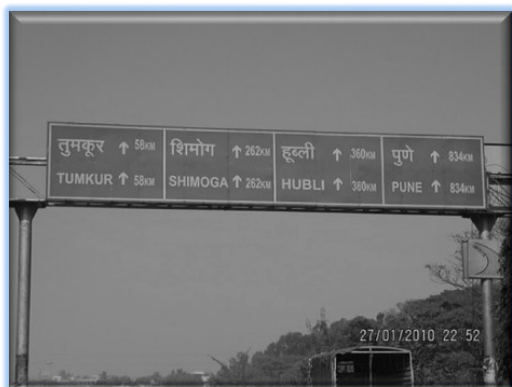 तुमकूर ↑ 58KM
TUMKUR ↑ 58KM
शिमोग ↑ 262KM
SHIMOGA ↑ 262KM
हूब्ली ↑ 360KM
HUBLI ↑ 360KM
पुणे ↑ 834KM
PUNE ↑ 834KM
27/01/2010 22 52